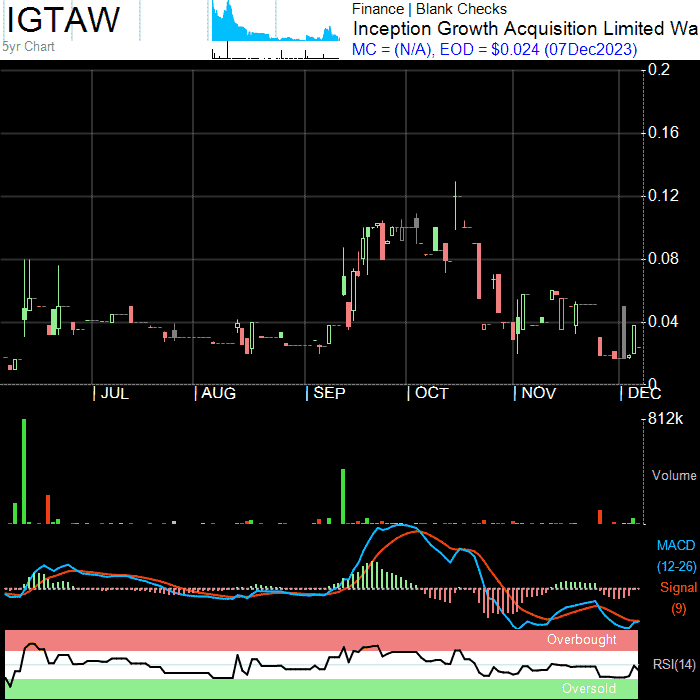 IGTAW
5yr Chart
Finance | Blank Checks
Inception Growth Acquisition Limited Wa
MC = (N/A), EOD = $0.024 (07Dec2023)
0.2
0.16
0.12
0.08
0.04
0
JUL
AUG
SEP
OCT
NOV
DEC
812k
Volume
MACD
(12-26)
Signal
(9)
Overbought
RSI(14)
Oversold